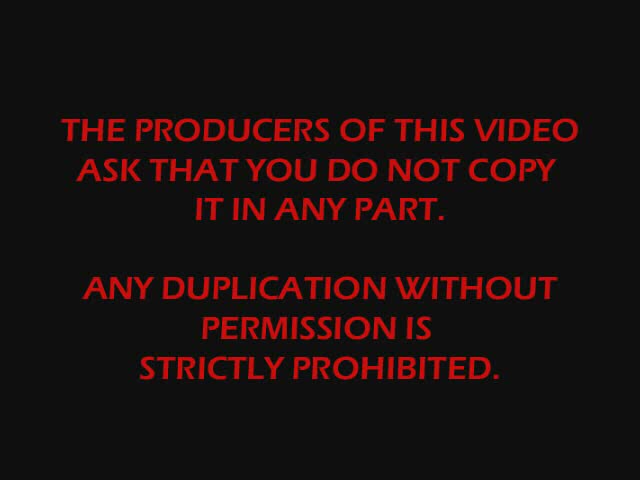 THE PRODUCERS OF THIS VIDEO
ASK THAT YOU DO NOT COPY
IT IN ANY PART.
ANY DUPLICATION WITHOUT
PERMISSION IS
STRICTLY PROHIBITED.